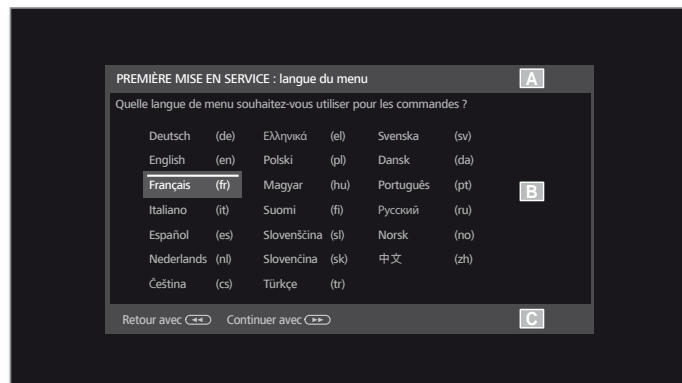 PREMIÈRE MISE EN SERVICE : langue du menu A
Quelle langue de menu souhaitez-vous utiliser pour les commandes ?
Deutsch (de) Ελληνικά (el) Svenska (sv)
English (en) Polski (pl) Dansk (da)
Français (fr) Magyar (hu) Português (pt) B
Italiano (it) Suomi (fi) Русский (ru)
Español (es) Slovenščina (sl) Norsk (no)
Nederlands (nl) Slovenčina (sk) 中文 (zh)
Čeština (cs) Türkçe (tr)
Retour avec Continuer avec C